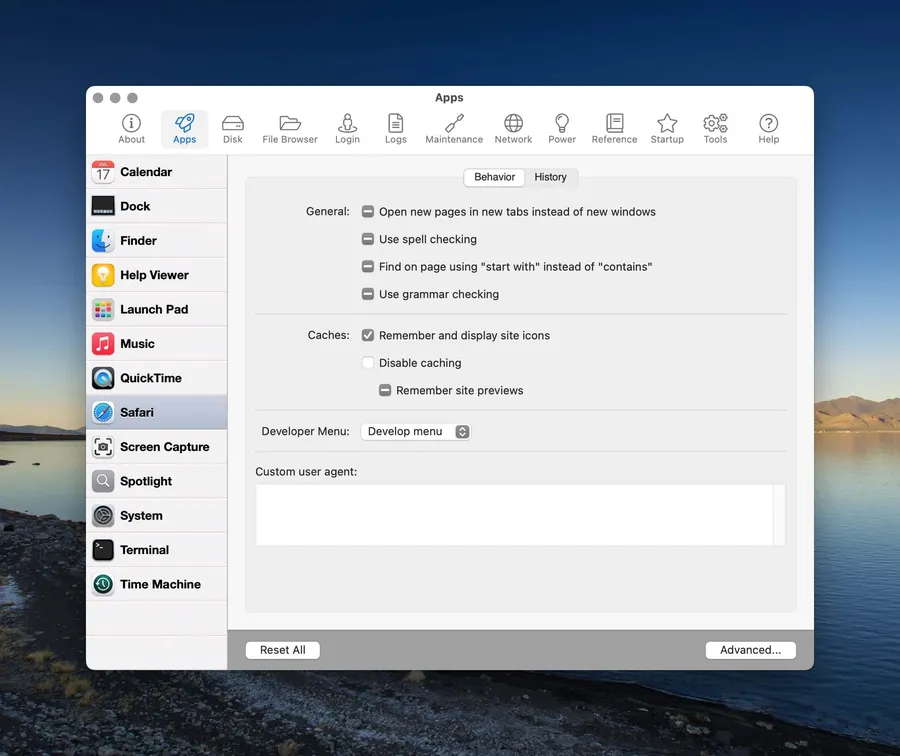 Apps
About
Apps
Disk
File Browser
Login
Logs
Maintenance
Network
Power
Reference
Startup
Tools
Help
JUL
17
Calendar
Dock
Finder
Help Viewer
Launch Pad
Music
QuickTime
Safari
Screen Capture
Spotlight
System
Terminal
Time Machine
Behavior
History
General:
Open new pages in new tabs instead of new windows
Use spell checking
Find on page using "start with" instead of "contains"
Use grammar checking
Caches:
Remember and display site icons
Disable caching
Remember site previews
Developer Menu:
Develop menu
Custom user agent:
Reset All
Advanced...